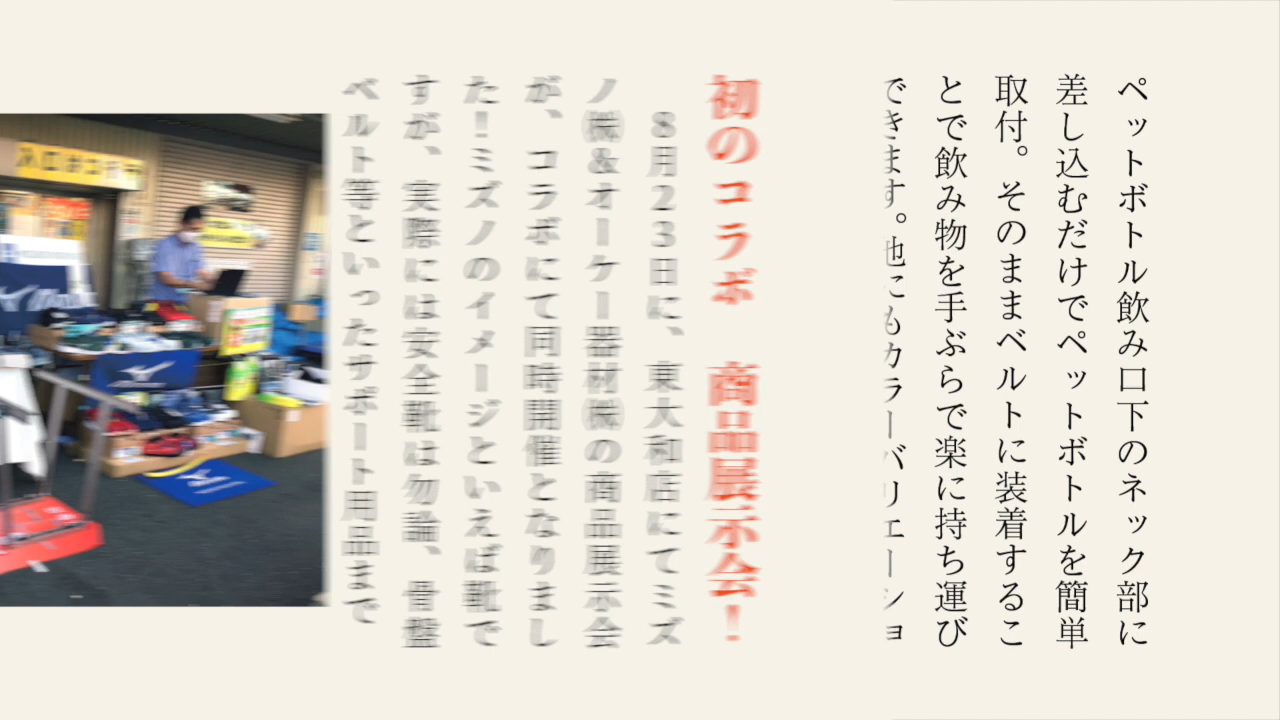 ペットボトル飲み口下のネック部に
差し込むだけでペットボトルを簡単
取付。そのままベルトに装着するこ
とで飲み物を手ぶらで楽に持ち運び
できます。他にもカラーバリエーショ
初のコラボ　商品展示会！
8月23日に、東大和店にてミズ
ノ㈱&オーケー器材㈱の商品展示会
が、コラボにて同時開催となりまし
た！ミズノのイメージといえば靴で
すが、実際には安全靴は勿論、骨盤
ベルト等といったサポート用品まで